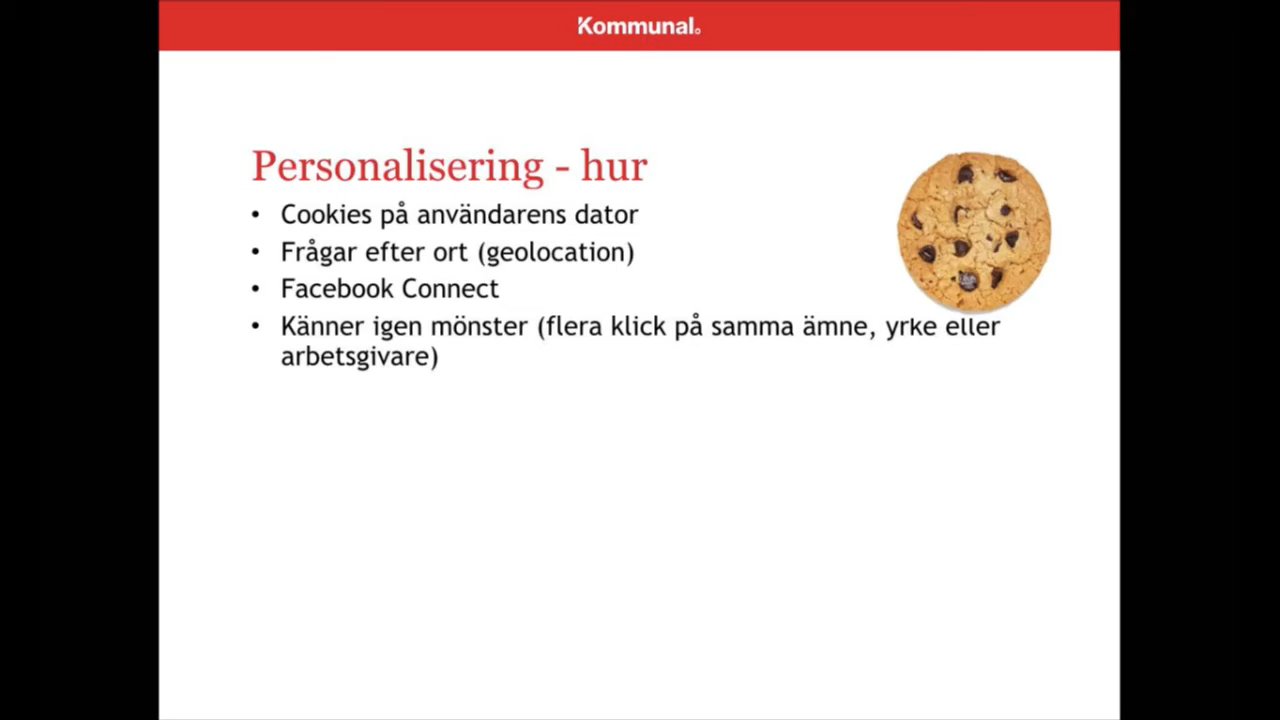 Kommunal.
Personalisering - hur
• Cookies på användarens dator
• Frågar efter ort (geolocation)
• Facebook Connect
• Känner igen mönster (flera klick på samma ämne, yrke eller
arbetsgivare)